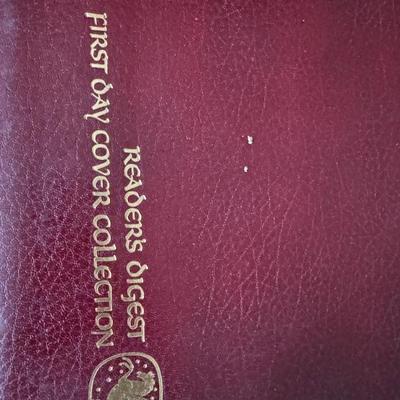 READER'S DIGEST
FIRST DAY COVER COLLECTION